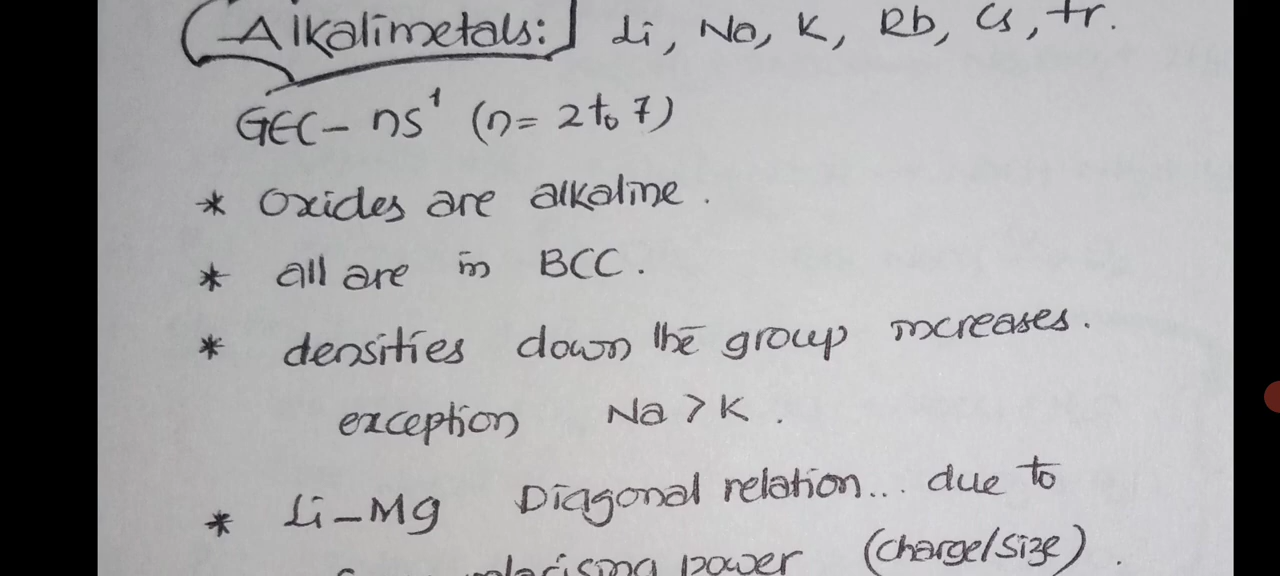 Alkalimetals: Li, Na, K, Rb, Cs, Fr.
GEC- ns¹ (n= 2 to 7)
* Oxides are alkaline.
* all are in BCC.
* densities down the group increases.
exception Na > K.
* Li-Mg Diagonal relation... due to
power (charge/size).